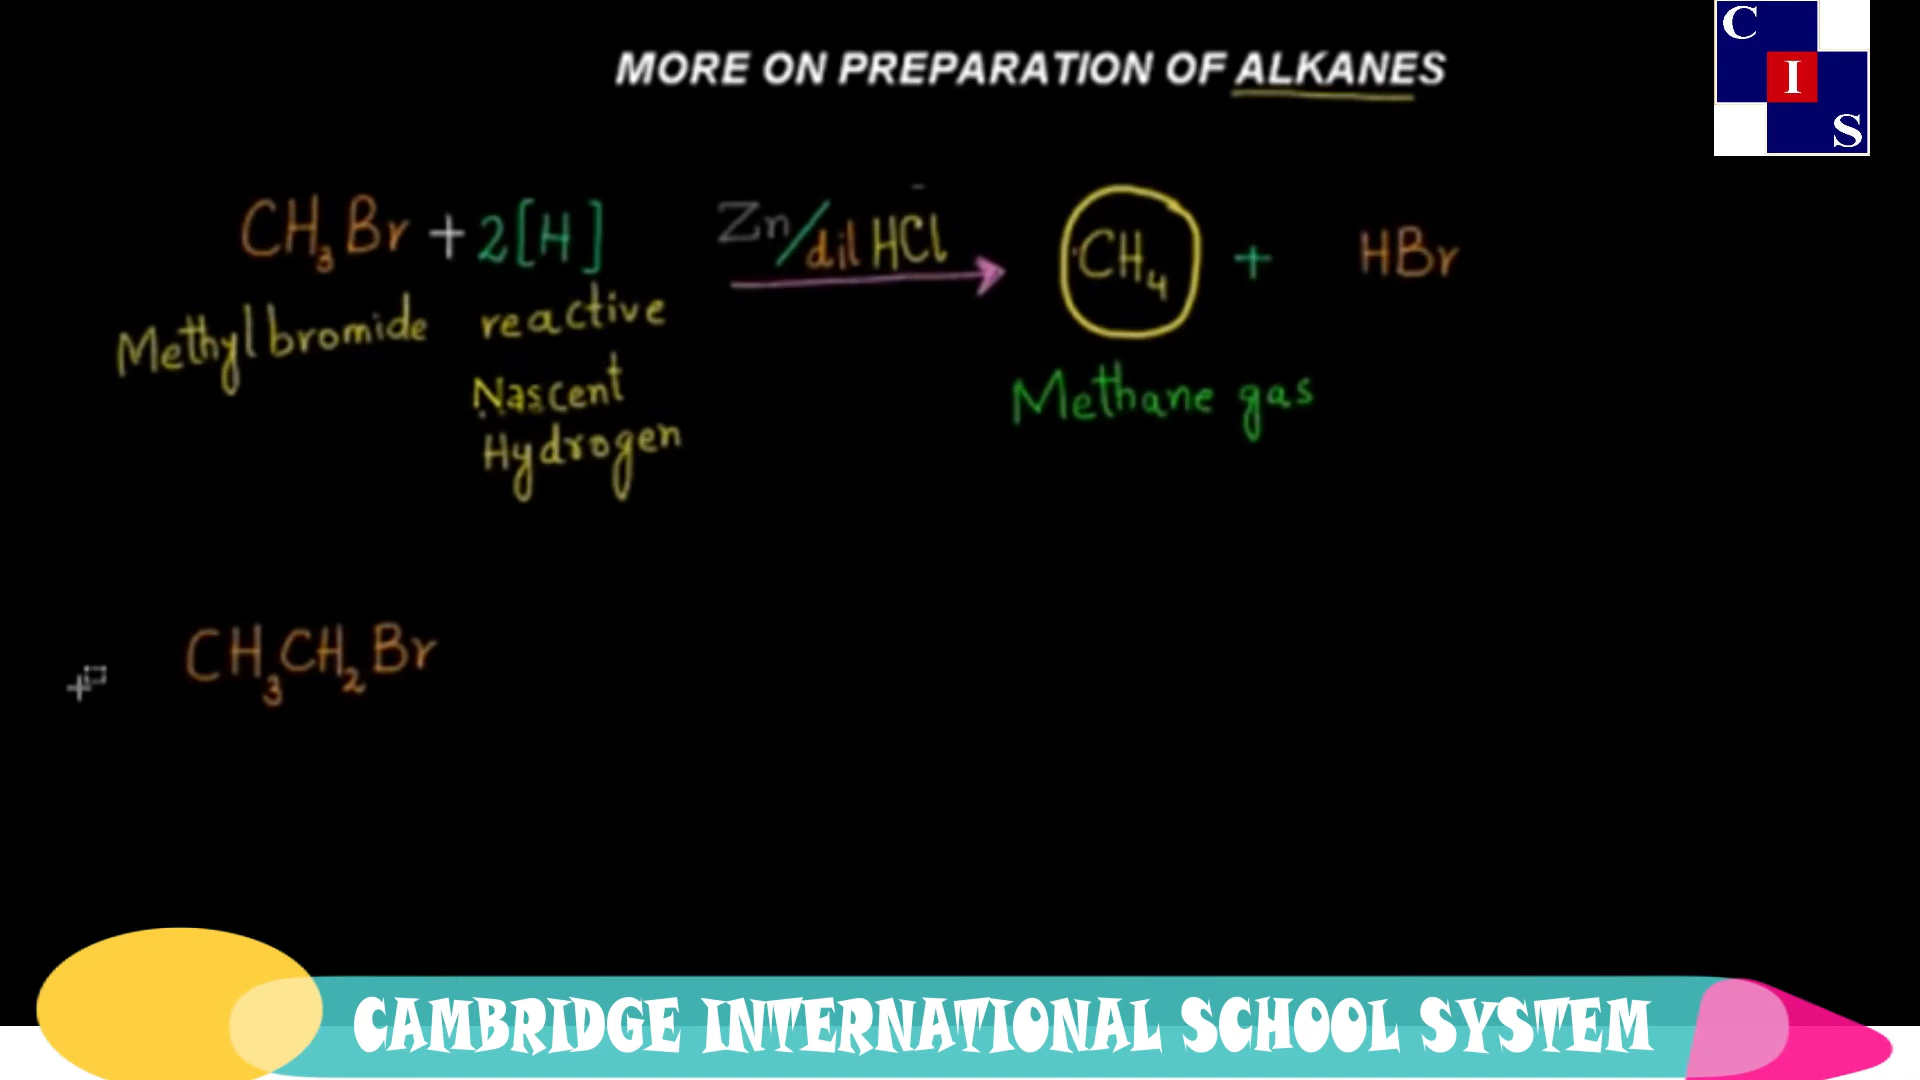 MORE ON PREPARATION OF ALKANES
C
I
S
CH₃Br + 2[H] Zn/dil HCl CH₄ + HBr
Methyl bromide reactive Nascent Hydrogen Methane gas
CH₃CH₂Br
CAMBRIDGE INTERNATIONAL SCHOOL SYSTEM